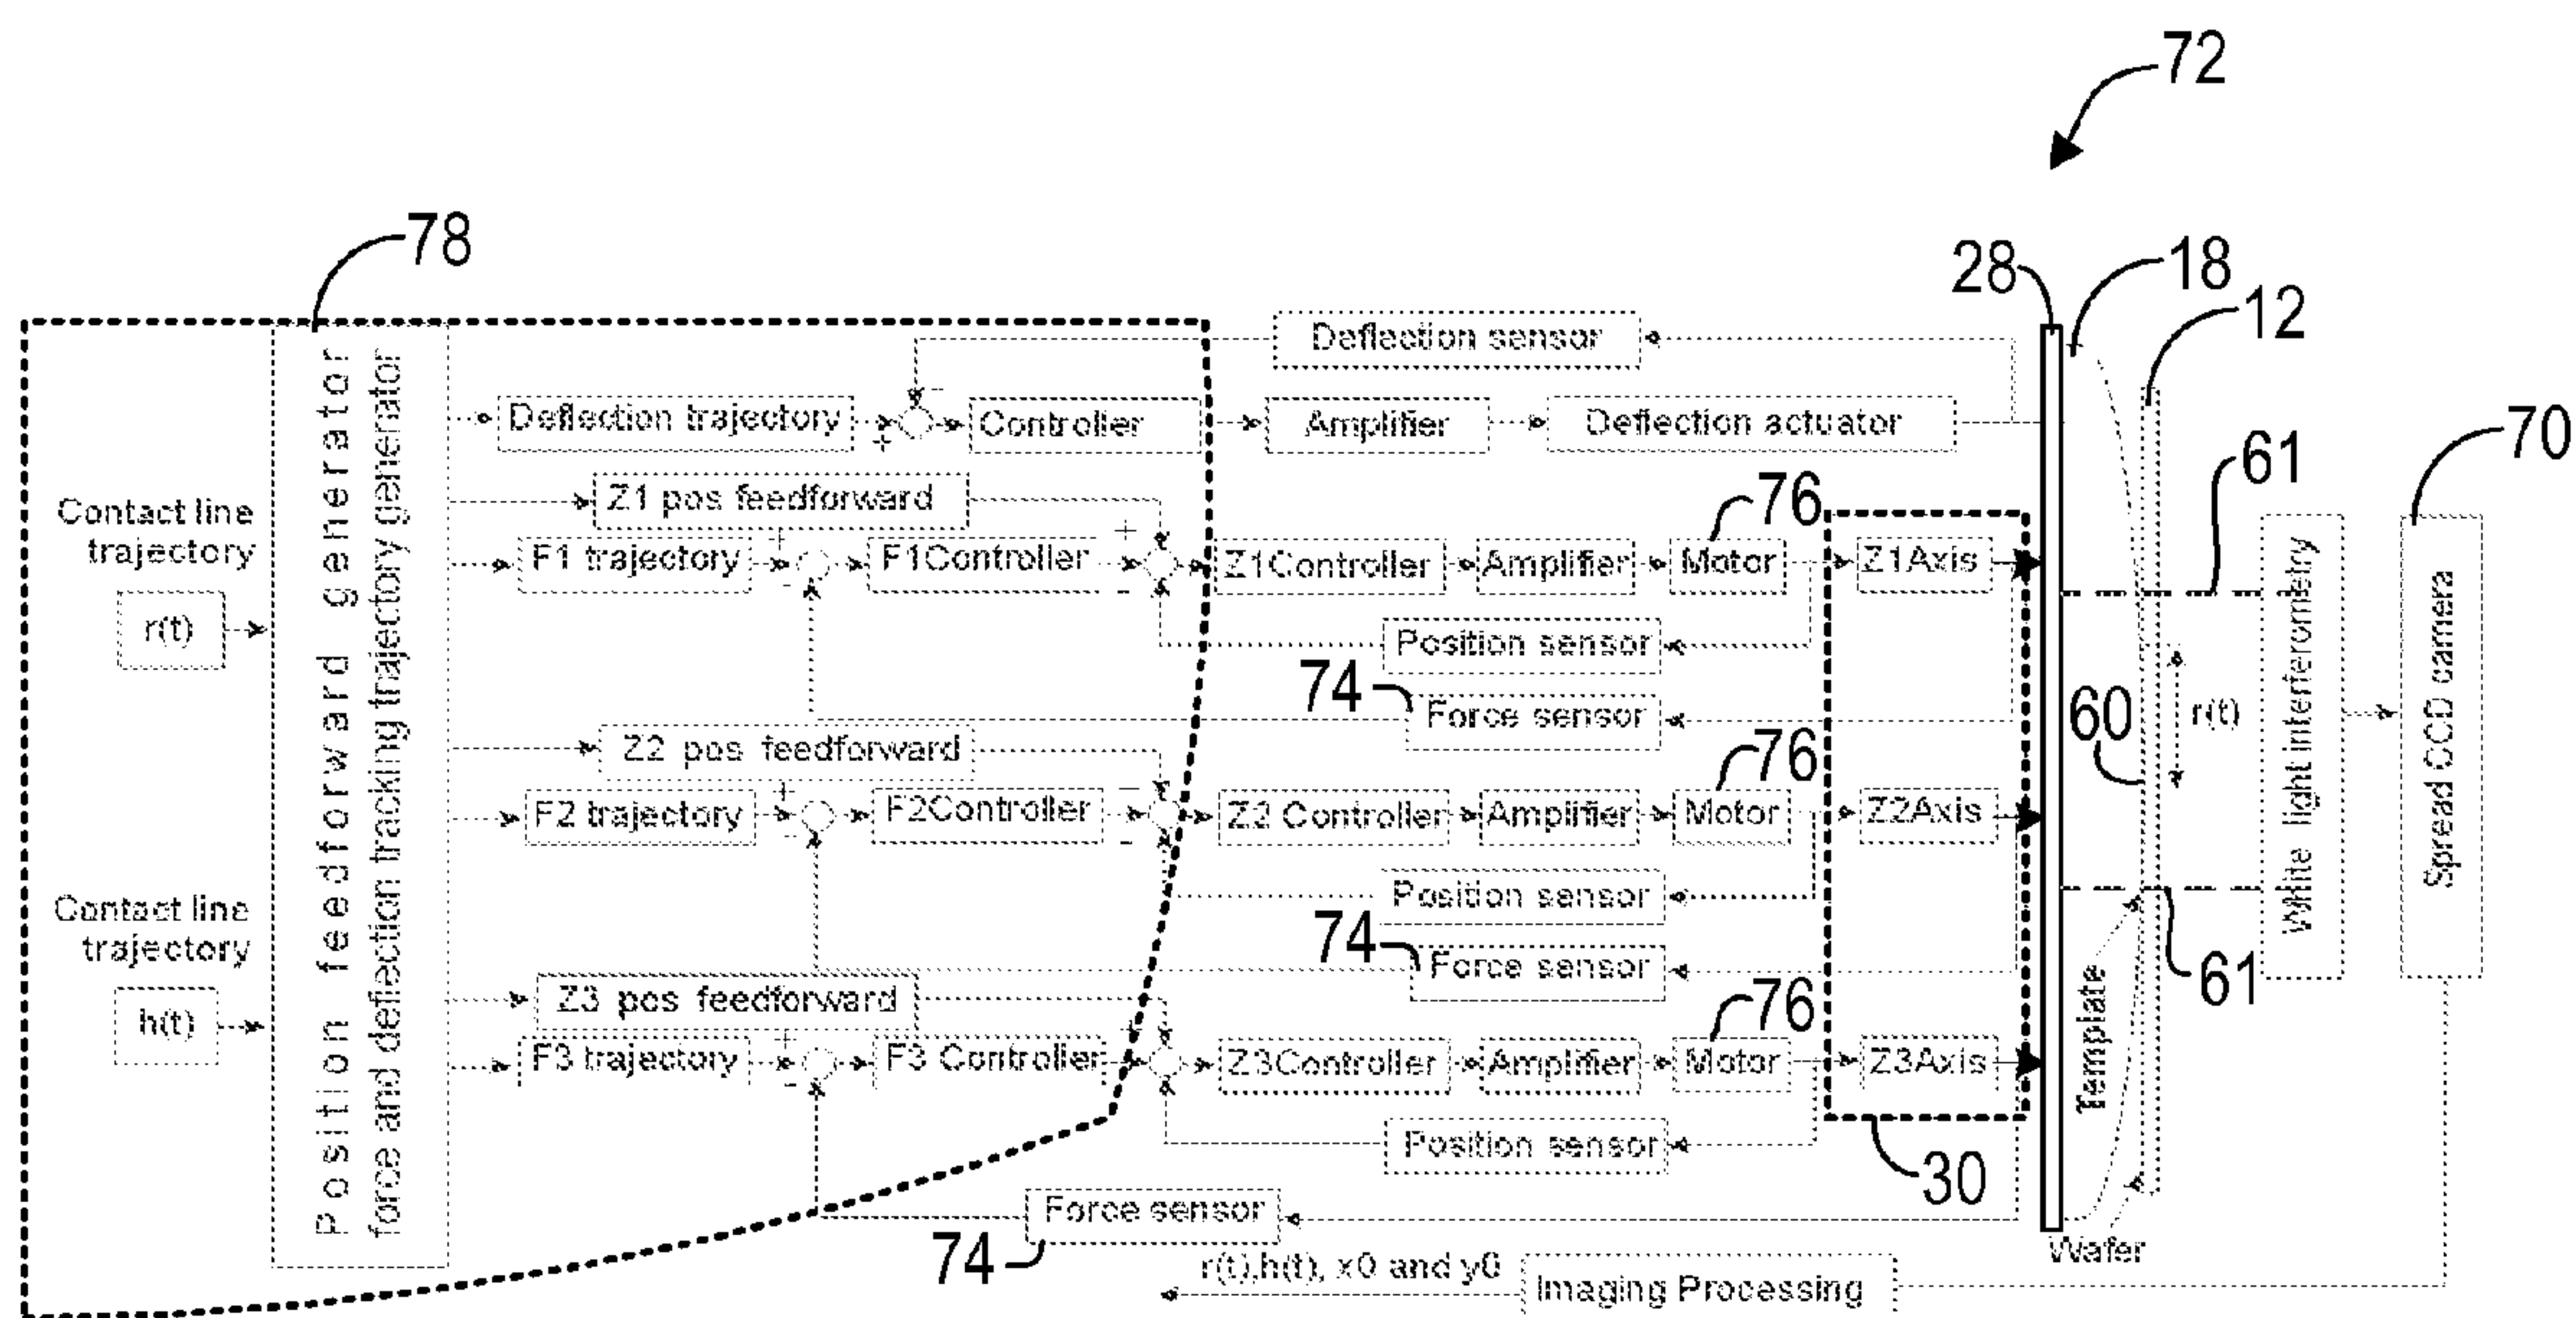 72
78
28
18
12
Deflection sensor
Deflection trajectory
Controller
Amplifier
Deflection actuator
70
61
Z1 pos feedforward
76
Contact line
trajectory
F1 trajectory
F1Controller
Z1Controller
Amplifier
Motor
Z1Axis
r(t)
Position sensor
74
Force sensor
60
r(t)
Z2 pos feedforward
76
F2 trajectory
F2Controller
Z2 Controller
Amplifier
Motor
Z2Axis
Contact line
trajectory
Position sensor
74
Force sensor
61
h(t)
Z3 pos feedforward
76
F3 trajectory
F3 Controller
Z3Controller
Amplifier
Motor
Z3Axis
Position sensor
30
Force sensor
74
r(t),h(t), x0 and y0
Imaging Processing
Wafer
Template
Position feedforward generator
force and deflection tracking trajectory generator
White light interferometry
Spread CCD camera
+
−
+
+
−
−
+
−
−
−
+
−
+